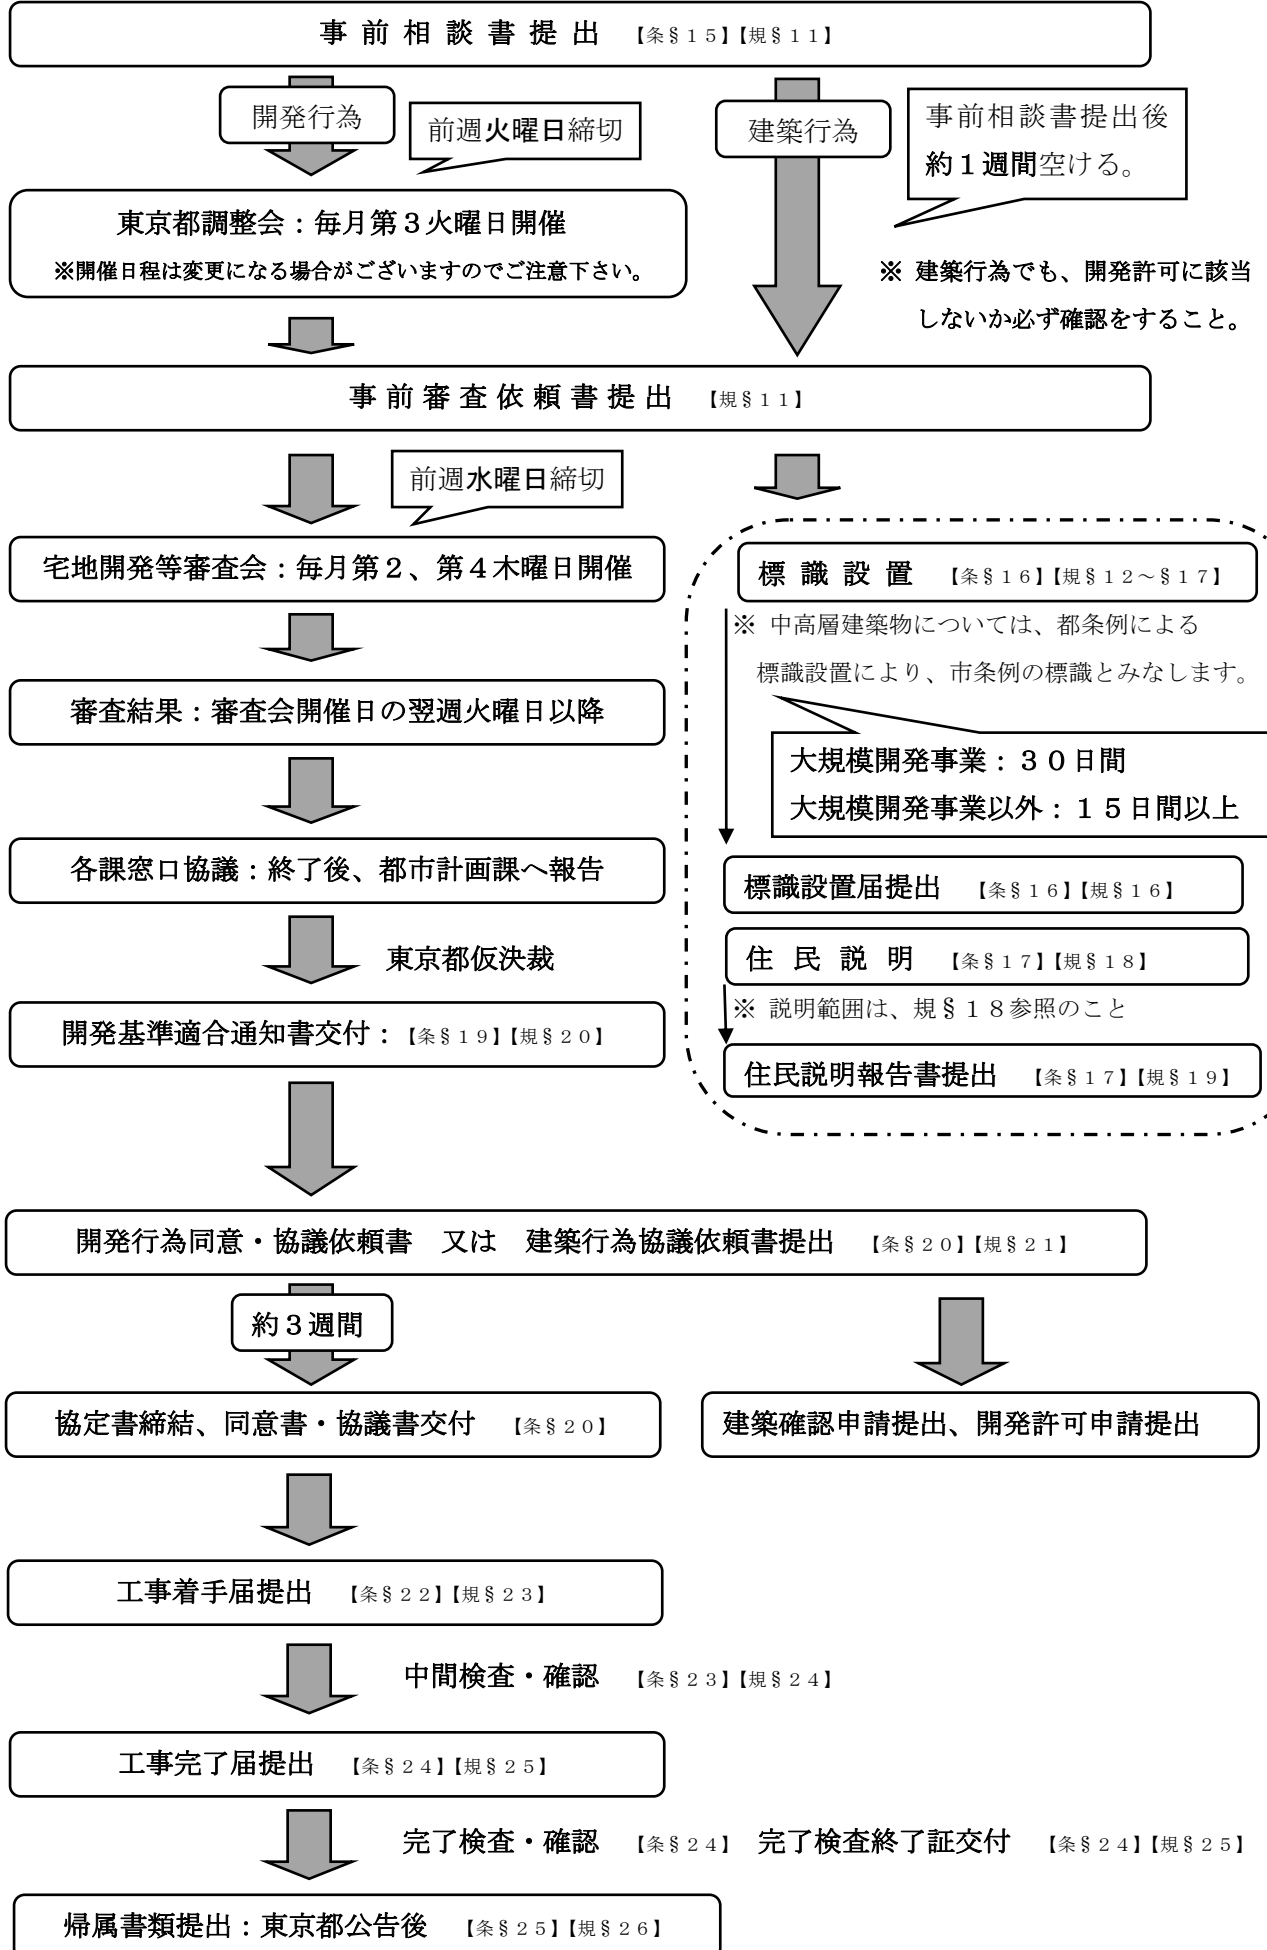 事前相談書提出　【条§１５】【規§１１】
開発行為
前週火曜日締切
建築行為
事前相談書提出後
約１週間空ける。
東京都調整会：毎月第３火曜日開催
※開催日程は変更になる場合がございますのでご注意下さい。
※ 建築行為でも、開発許可に該当
しないか必ず確認をすること。
事前審査依頼書提出　【規§１１】
前週水曜日締切
宅地開発等審査会：毎月第２、第４木曜日開催
審査結果：審査会開催日の翌週火曜日以降
各課窓口協議：終了後、都市計画課へ報告
東京都仮決裁
開発基準適合通知書交付：【条§１９】【規§２０】
標識設置　【条§１６】【規§１２～§１７】
※ 中高層建築物については、都条例による
標識設置により、市条例の標識とみなします。
大規模開発事業：３０日間
大規模開発事業以外：１５日間以上
標識設置届提出　【条§１６】【規§１６】
住民説明　【条§１７】【規§１８】
※ 説明範囲は、規§１８参照のこと
住民説明報告書提出　【条§１７】【規§１９】
開発行為同意・協議依頼書　又は　建築行為協議依頼書提出　【条§２０】【規§２１】
約３週間
協定書締結、同意書・協議書交付　【条§２０】
建築確認申請提出、開発許可申請提出
工事着手届提出　【条§２２】【規§２３】
中間検査・確認　【条§２３】【規§２４】
工事完了届提出　【条§２４】【規§２５】
完了検査・確認　【条§２４】　完了検査終了証交付　【条§２４】【規§２５】
帰属書類提出：東京都公告後　【条§２５】【規§２６】